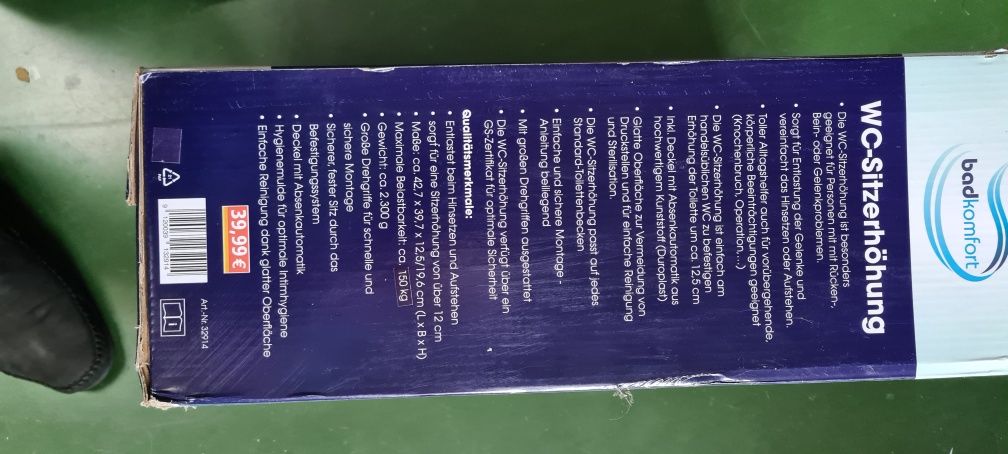 badkomfort
WC-Sitzerhöhung
• Die WC-Sitzerhöhung ist besonders
geeignet für Personen mit mit Rücken-,
Bein- oder Gelenkproblemen.
• Sorgt für Entlastung der Gelenke und
vereinfacht das Hinsetzen oder Aufstehen.
• Toller Alltagshelfer auch für vorübergehende,
körperliche Beeinträchtigungen geeignet
(Knochenbruch, Operation,...)
• Die WC-Sitzerhöhung ist einfach am
handelsüblichen WC zu befestigen
Erhöhung der Toilette um ca. 12,5 cm
• Inkl. Deckel mit Absenkautomatik aus
hochwertigem Kunststoff (Duroplast)
• Glatte Oberfläche zur Vermeidung von
Druckstellen und für einfache Reinigung
und Sterilisation.
• Die WC-Sitzerhöhung passt auf jedes
Standard-Toilettenbecken
• Einfache und sichere Montage -
Anleitung beiliegend
• Mit großen Drehgriffen ausgestattet
• Die WC-Sitzerhöhung verfügt über ein
GS-Zertifikat für optimale Sicherheit
Qualitätsmerkmale:
• Entlastet beim Hinsetzen und Aufstehen
• sorgt für eine Sitzerhöhung von über 12 cm
• Maße: ca. 42,7 x 39,7 x 12,5 /19,6 cm (L x B x H)
• Maximale Belastbarkeit: ca. 150 kg
• Gewicht: ca. 2.300 g
• Große Drehgriffe für schnelle und
sichere Montage
• Sicherer, fester Sitz durch das
Befestigungssystem
• Deckel mit Absenkautomatik
• Hygienemulde für optimale Intimhygiene
• Einfache Reinigung dank glatter Oberfläche
39,99 €
Art.-Nr. 32914